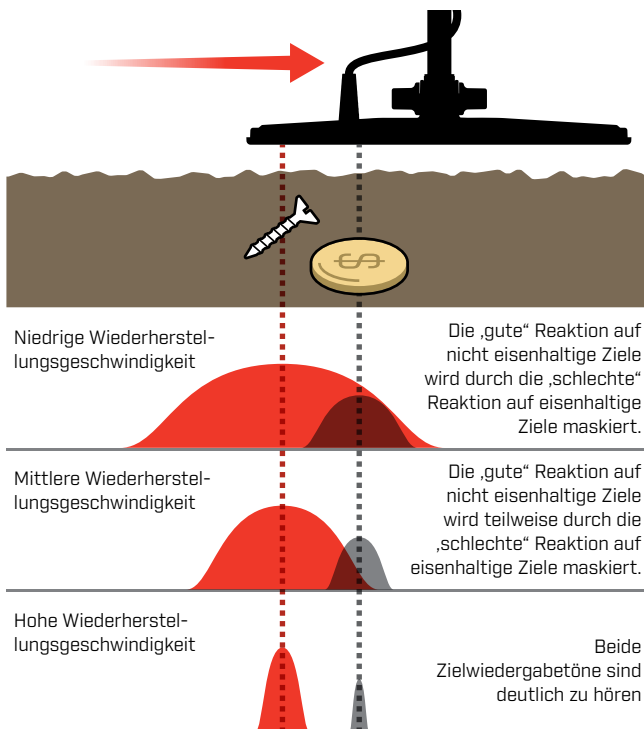 Niedrige Wiederherstel-
lungsgeschwindigkeit
Die ‚gute“ Reaktion auf
nicht eisenhaltige Ziele
wird durch die ‚schlechte“
Reaktion auf eisenhaltige
Ziele maskiert.
Mittlere Wiederherstel-
lungsgeschwindigkeit
Die ‚gute“ Reaktion auf
nicht eisenhaltige Ziele
wird teilweise durch die
‚schlechte“ Reaktion auf
eisenhaltige Ziele maskiert.
Hohe Wiederherstel-
lungsgeschwindigkeit
Beide
Zielwiedergabetöne sind
deutlich zu hören